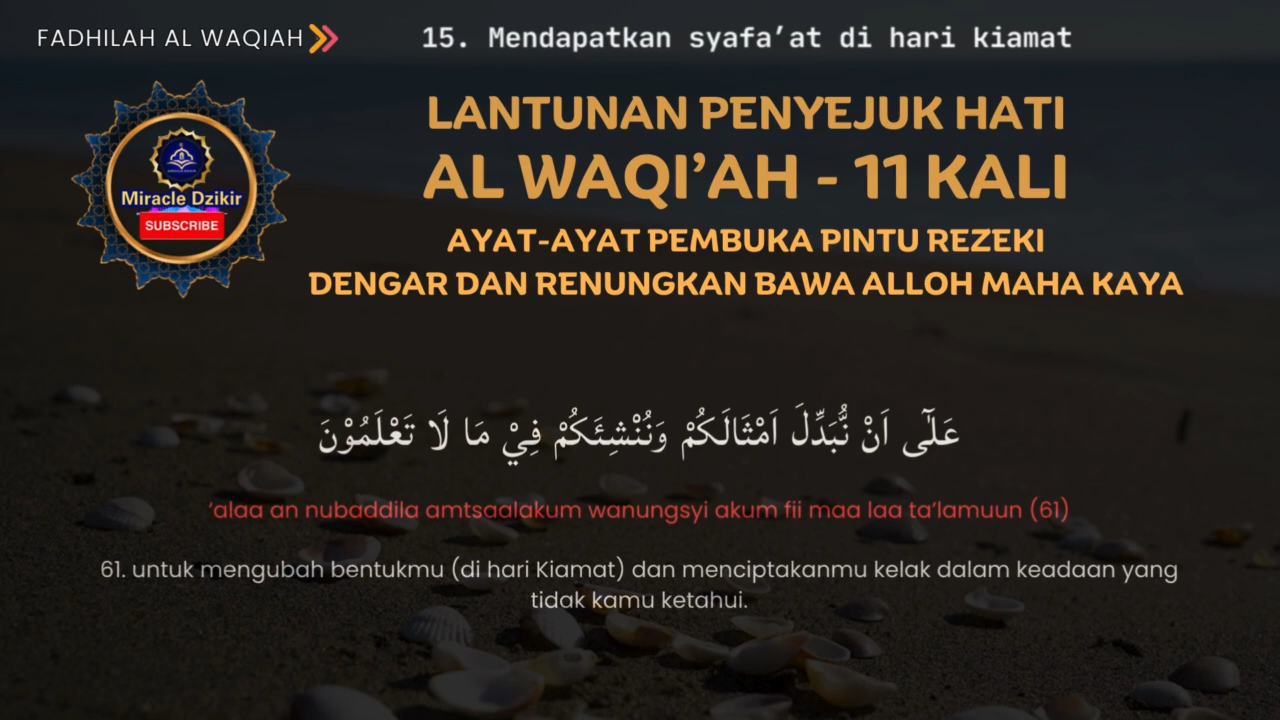 FADHILAH AL WAQIAH
15. Mendapatkan syafa’at di hari kiamat
LANTUNAN PENYEJUK HATI
AL WAQI’AH - 11 KALI
AYAT-AYAT PEMBUKA PINTU REZEKI
DENGAR DAN RENUNGKAN BAWA ALLOH MAHA KAYA
Miracle Dzikir
SUBSCRIBE
عَلٰٓى اَنْ نُّبَدِّلَ اَمْثَالَكُمْ وَنُنْشِئَكُمْ فِيْ مَا لَا تَعْلَمُوْنَ
‘alaa an nubaddila amtsaalakum wanungsyi akum fii maa laa ta’lamuun (61)
61. untuk mengubah bentukmu (di hari Kiamat) dan menciptakanmu kelak dalam keadaan yang
tidak kamu ketahui.